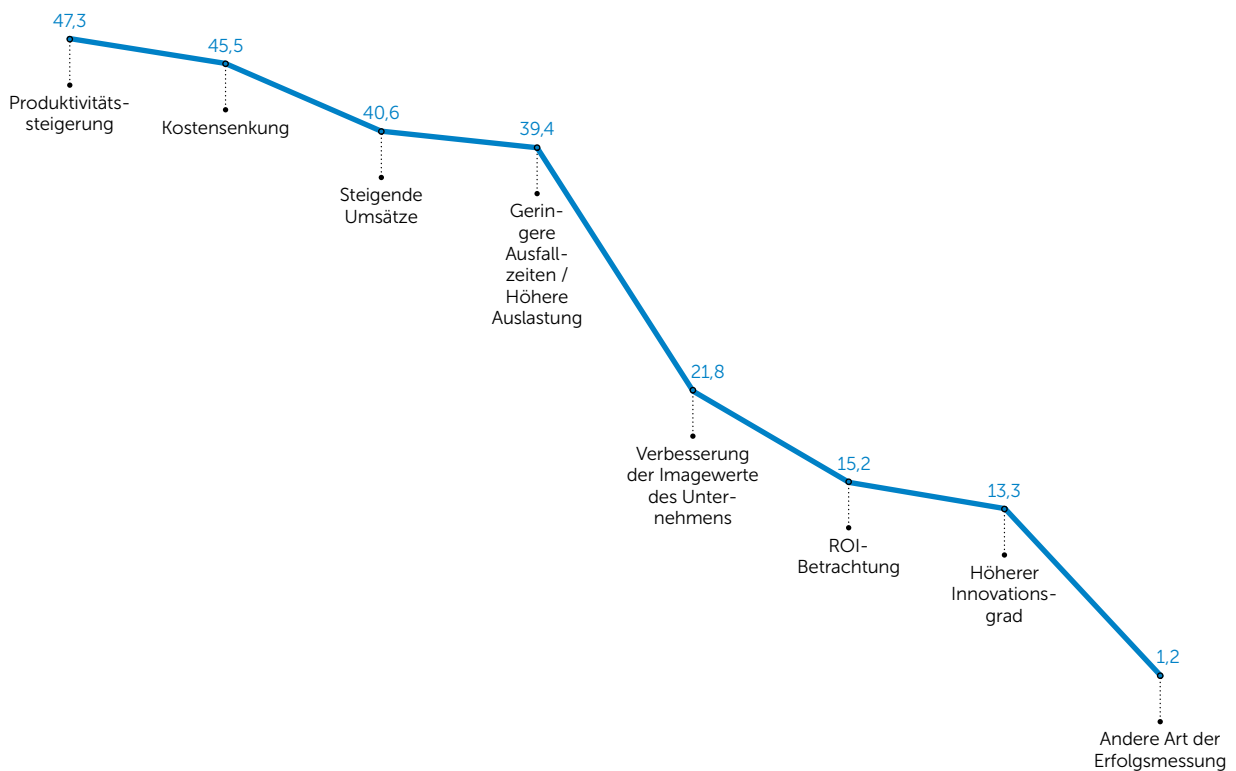 47,3
Produktivitäts-
steigerung
45,5
Kostensenkung
40,6
Steigende
Umsätze
39,4
Gerin-
gere
Ausfall-
zeiten /
Höhere
Auslastung
21,8
Verbesserung
der Imagewerte
des Unter-
nehmens
15,2
ROI-
Betrachtung
13,3
Höherer
Innovations-
grad
1,2
Andere Art der
Erfolgsmessung